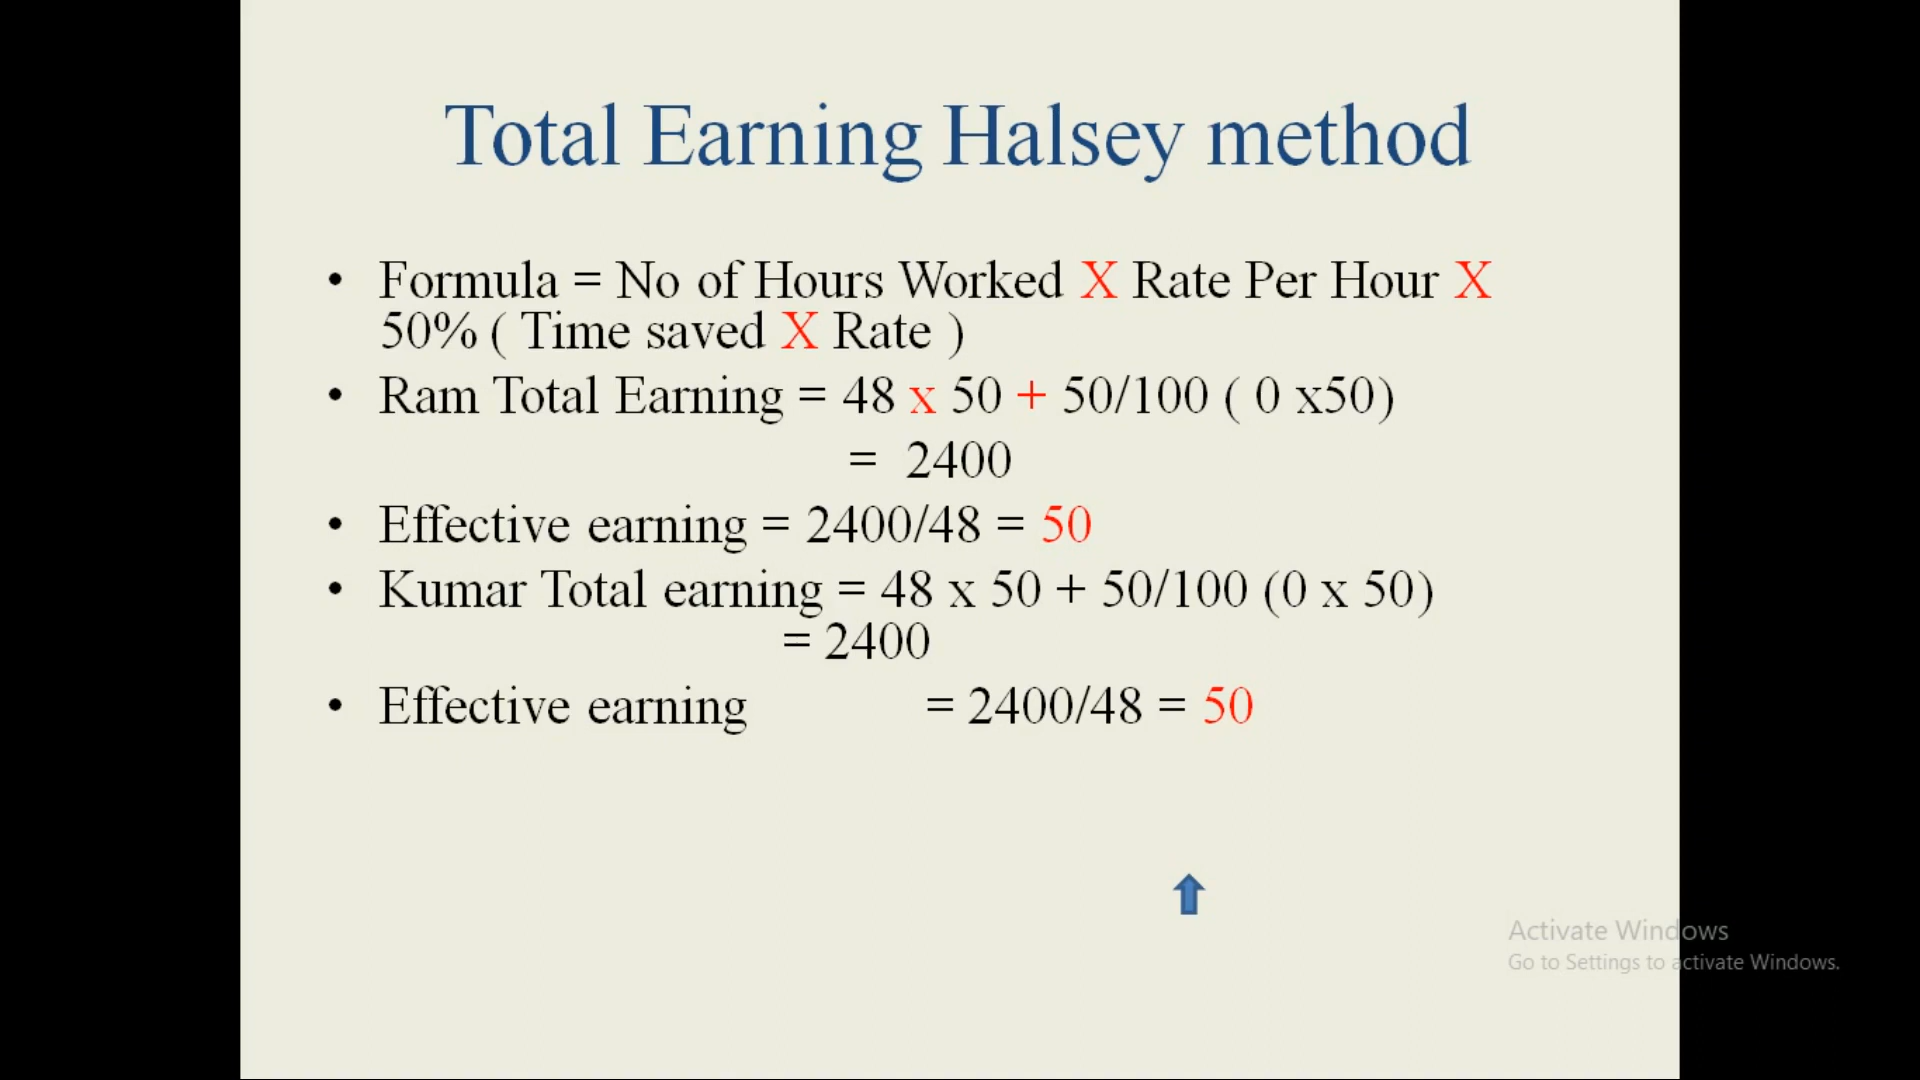 Total Earning Halsey method
• Formula = No of Hours Worked X Rate Per Hour X
50% ( Time saved X Rate )
• Ram Total Earning = 48 x 50 + 50/100 ( 0 x50)
= 2400
• Effective earning = 2400/48 = 50
• Kumar Total earning = 48 x 50 + 50/100 (0 x 50)
= 2400
• Effective earning = 2400/48 = 50
Activate Windows
Go to Settings to activate Windows.